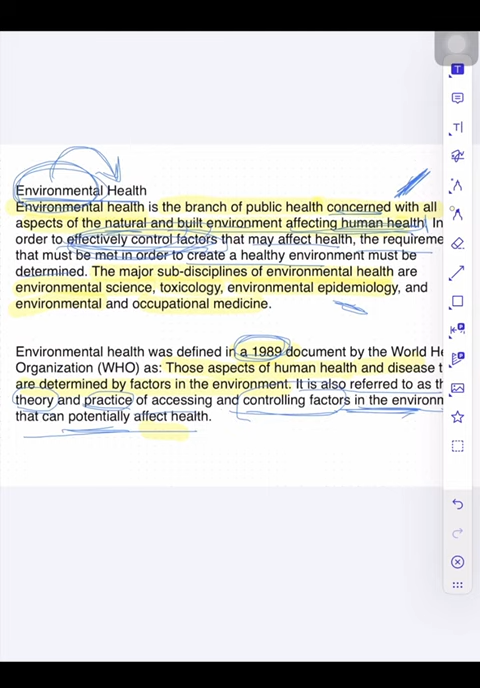 Environmental Health
Environmental health is the branch of public health concerned with all
aspects of the natural and built environment affecting human health In
order to effectively control factors that may affect health, the requireme
that must be met in order to create a healthy environment must be
determined. The major sub-disciplines of environmental health are
environmental science, toxicology, environmental epidemiology, and
environmental and occupational medicine.
Environmental health was defined in a 1989 document by the World He
Organization (WHO) as: Those aspects of human health and disease t
are determined by factors in the environment. It is also referred to as th
theory and practice of accessing and controlling factors in the environm
that can potentially affect health.